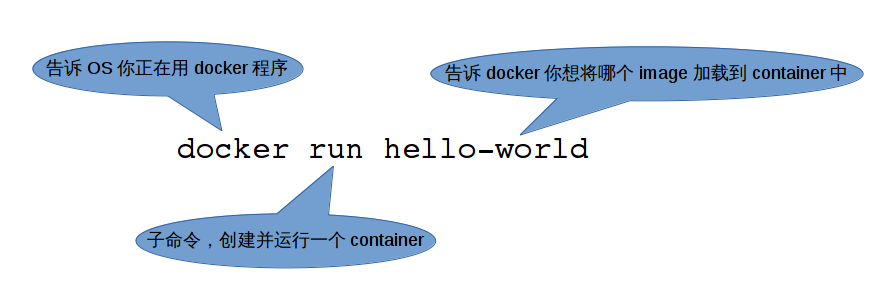 告诉 OS 你正在用 docker 程序
告诉 docker 你想将哪个 image 加载到 container 中
docker run hello-world
子命令，创建并运行一个 container